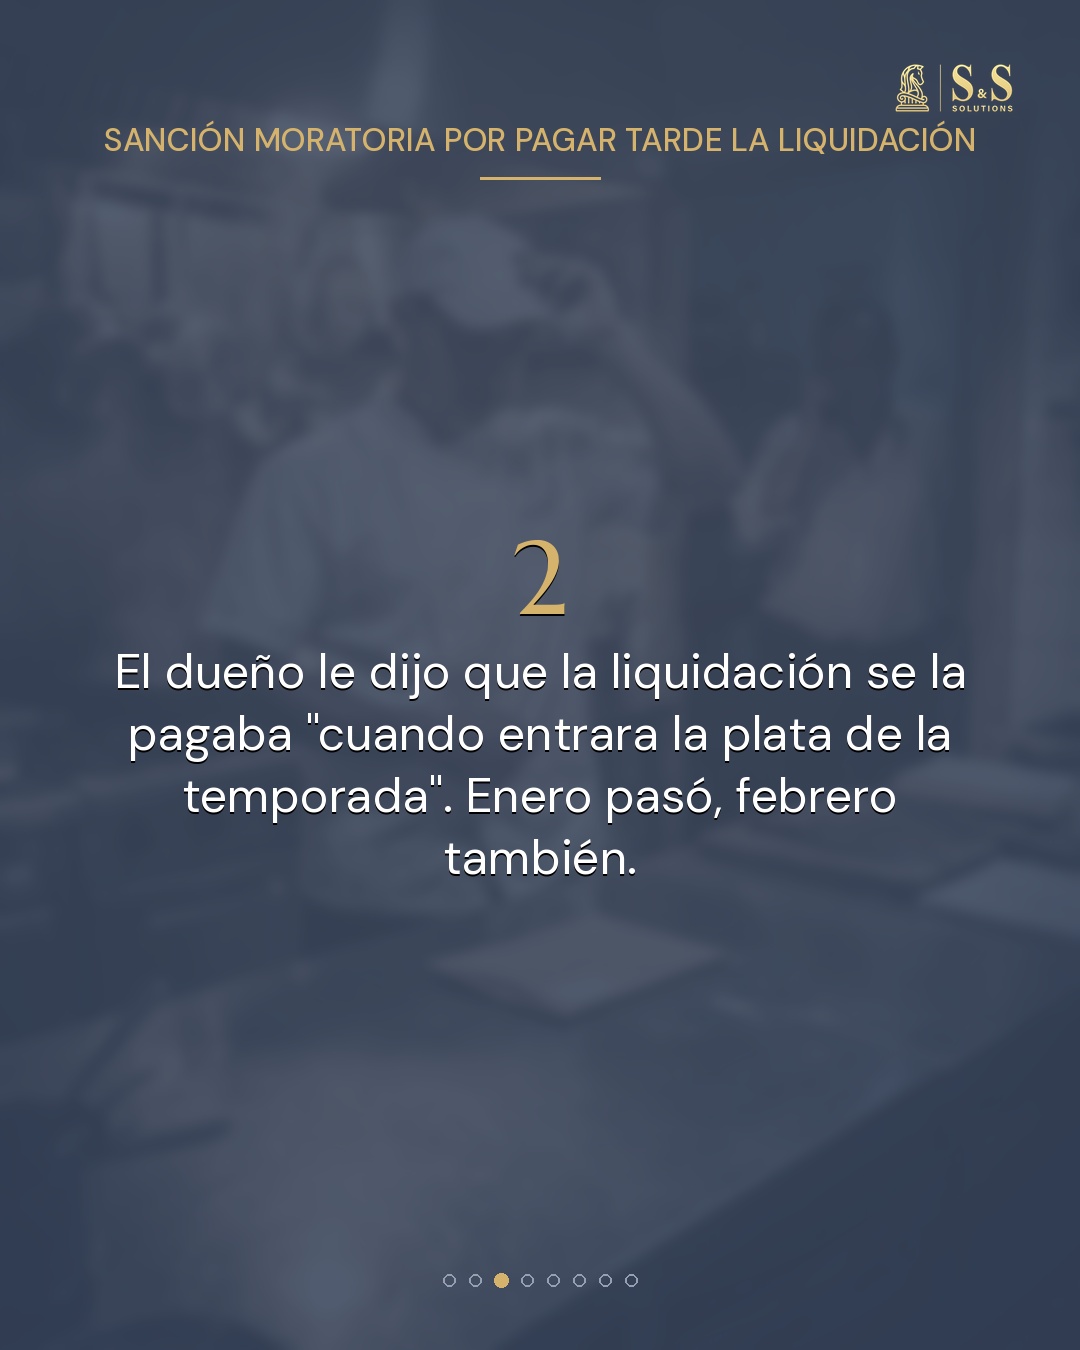 S&S
SOLUTIONS
SANCIÓN MORATORIA POR PAGAR TARDE LA LIQUIDACIÓN
2
El dueño le dijo que la liquidación se la
pagaba "cuando entrara la plata de la
temporada". Enero pasó, febrero
también.